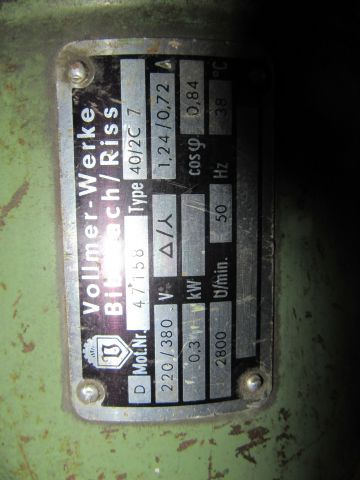 Vollmer-Werke
Biberach/Riss
D Mot.Nr. 47158 Type 40/2C 7
220/380 V Δ/⅄ 1,24/0,72 A
0,3 kW cosφ 0,84
2800 U/min. 50 Hz 38 °C